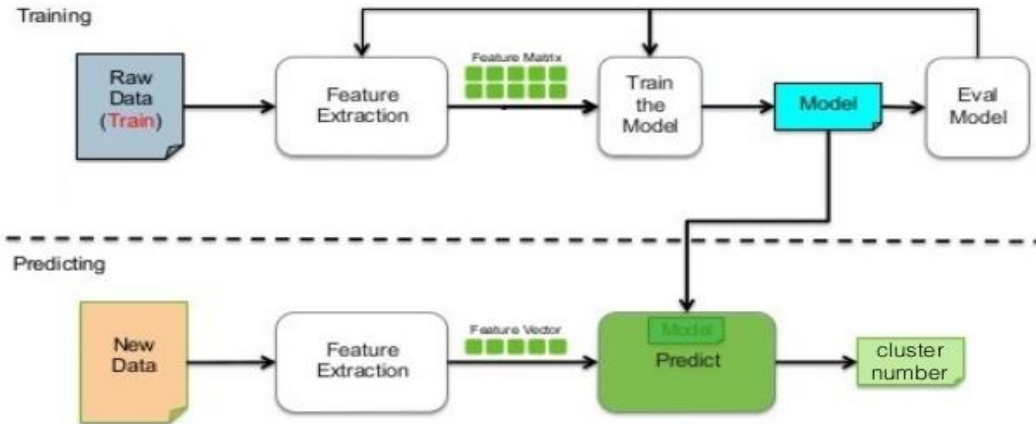 Training
Raw
Data
(Train)
Feature
Extraction
Feature Matrix
Train
the
Model
Model
Eval
Model
Predicting
New
Data
Feature
Extraction
Feature Vector
Model
Predict
cluster
number